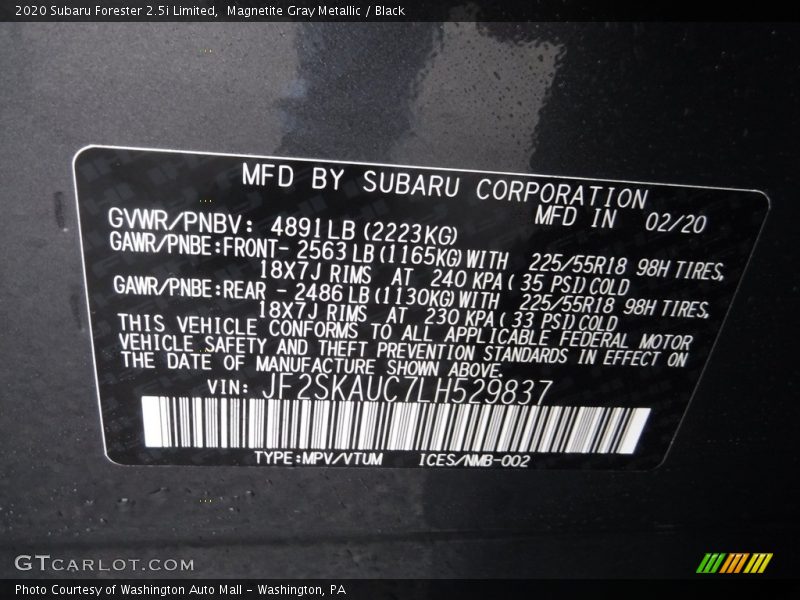 2020 Subaru Forester 2.5i Limited,  Magnetite Gray Metallic / Black
MFD BY SUBARU CORPORATION
MFD IN 02/20
GVWR/PNBV: 4891LB(2223KG)
GAWR/PNBE:FRONT- 2563LB(1165KG)WITH 225/55R18 98H TIRES,
18X7J RIMS AT 240 KPA( 35 PSI)COLD
GAWR/PNBE:REAR - 2486LB(1130KG)WITH 225/55R18 98H TIRES,
18X7J RIMS AT 230 KPA( 33 PSI)COLD
THIS VEHICLE CONFORMS TO ALL APPLICABLE FEDERAL MOTOR
VEHICLE SAFETY AND THEFT PREVENTION STANDARDS IN EFFECT ON
THE DATE OF MANUFACTURE SHOWN ABOVE.
VIN: JF2SKAUC7LH529837
TYPE:MPV/VTUM ICES/NMB-002
GTCARLOT.COM
Photo Courtesy of Washington Auto Mall - Washington, PA